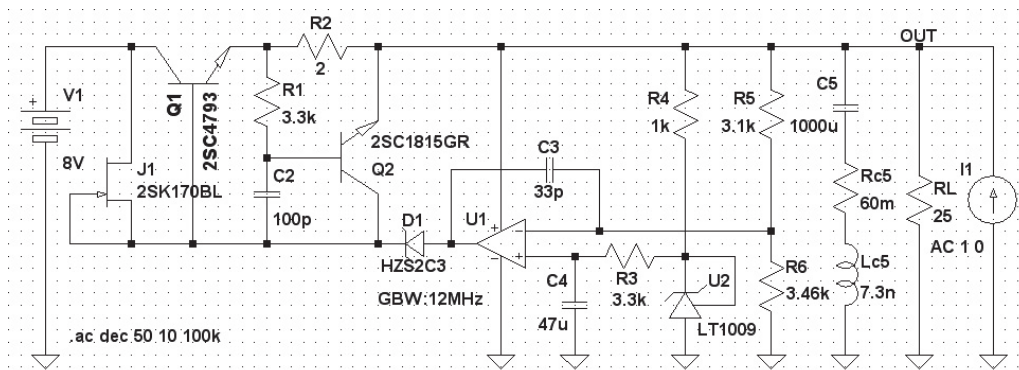 V1
8V
J1
2SK170BL
Q1
2SC4793
R2
2
R1
3.3k
C2
100p
2SC1815GR
Q2
D1
HZS2C3
U1
GBW:12MHz
C3
33p
C4
47u
R3
3.3k
R4
1k
U2
LT1009
R5
3.1k
R6
3.46k
C5
1000u
Rc5
60m
Lc5
7.3n
OUT
RL
25
I1
AC 1 0
.ac dec 50 10 100k